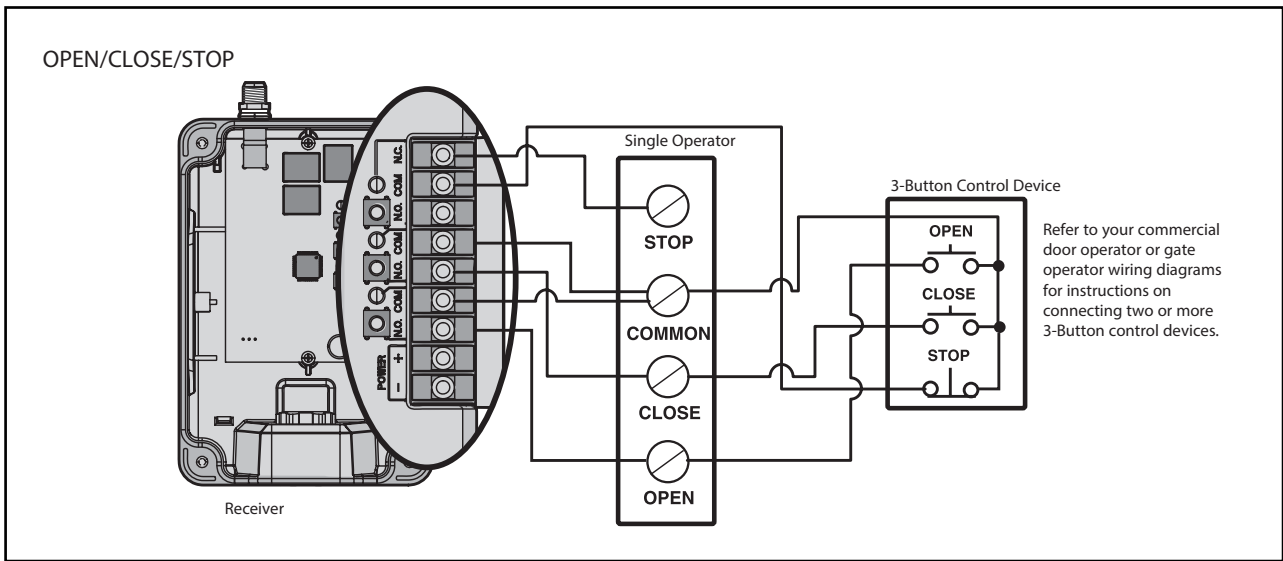 OPEN/CLOSE/STOP
Single Operator
3-Button Control Device
N.C.
COM
N.O.
COM
N.O.
COM
N.O.
POWER
+
−
STOP
COMMON
CLOSE
OPEN
OPEN
CLOSE
STOP
Refer to your commercial
door operator or gate
operator wiring diagrams
for instructions on
connecting two or more
3-Button control devices.
Receiver